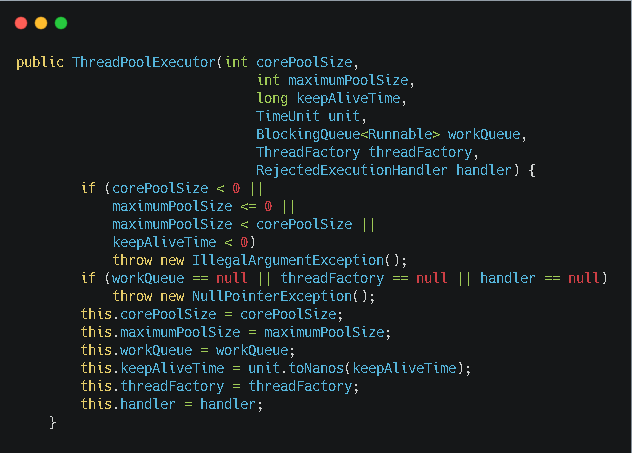 public ThreadPoolExecutor(int corePoolSize,
                              int maximumPoolSize,
                              long keepAliveTime,
                              TimeUnit unit,
                              BlockingQueue<Runnable> workQueue,
                              ThreadFactory threadFactory,
                              RejectedExecutionHandler handler) {
        if (corePoolSize < 0 ||
            maximumPoolSize <= 0 ||
            maximumPoolSize < corePoolSize ||
            keepAliveTime < 0)
            throw new IllegalArgumentException();
        if (workQueue == null || threadFactory == null || handler == null)
            throw new NullPointerException();
        this.corePoolSize = corePoolSize;
        this.maximumPoolSize = maximumPoolSize;
        this.workQueue = workQueue;
        this.keepAliveTime = unit.toNanos(keepAliveTime);
        this.threadFactory = threadFactory;
        this.handler = handler;
    }